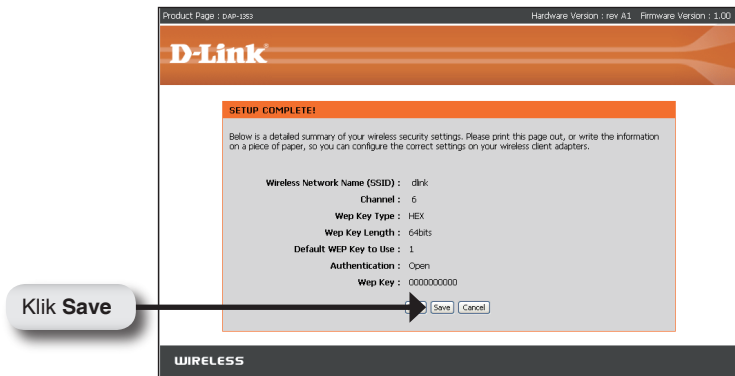 Product Page : DAP-1353 Hardware Version : rev A1 Firmware Version : 1.00
D-Link
SETUP COMPLETE!
Below is a detailed summary of your wireless security settings. Please print this page out, or write the information
on a piece of paper, so you can configure the correct settings on your wireless client adapters.
Wireless Network Name (SSID) : dlink
Channel : 6
Wep Key Type : HEX
Wep Key Length : 64bits
Default WEP Key to Use : 1
Authentication : Open
Wep Key : 0000000000
Save Cancel
Klik Save
WIRELESS